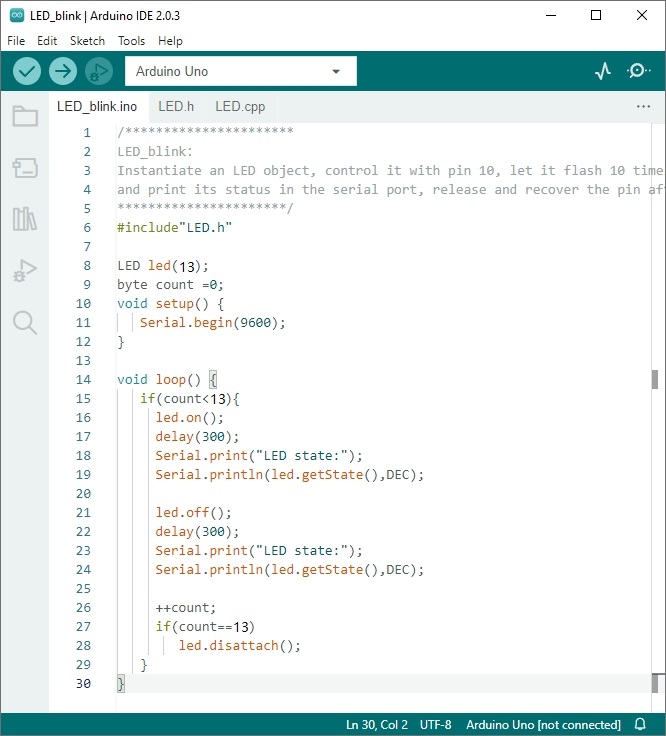 LED_blink | Arduino IDE 2.0.3
File Edit Sketch Tools Help
Arduino Uno
LED_blink.ino LED.h LED.cpp
1 /**********************
2 LED_blink:
3 Instantiate an LED object, control it with pin 10, let it flash 10 time
4 and print its status in the serial port, release and recover the pin af
5 **********************/
6 #include"LED.h"
7
8 LED led(13);
9 byte count =0;
10 void setup() {
11 Serial.begin(9600);
12 }
13
14 void loop() {
15 if(count<13){
16 led.on();
17 delay(300);
18 Serial.print("LED state:");
19 Serial.println(led.getState(),DEC);
20
21 led.off();
22 delay(300);
23 Serial.print("LED state:");
24 Serial.println(led.getState(),DEC);
25
26 ++count;
27 if(count==13)
28 led.disattach();
29 }
30 }
Ln 30, Col 2 UTF-8 Arduino Uno [not connected]